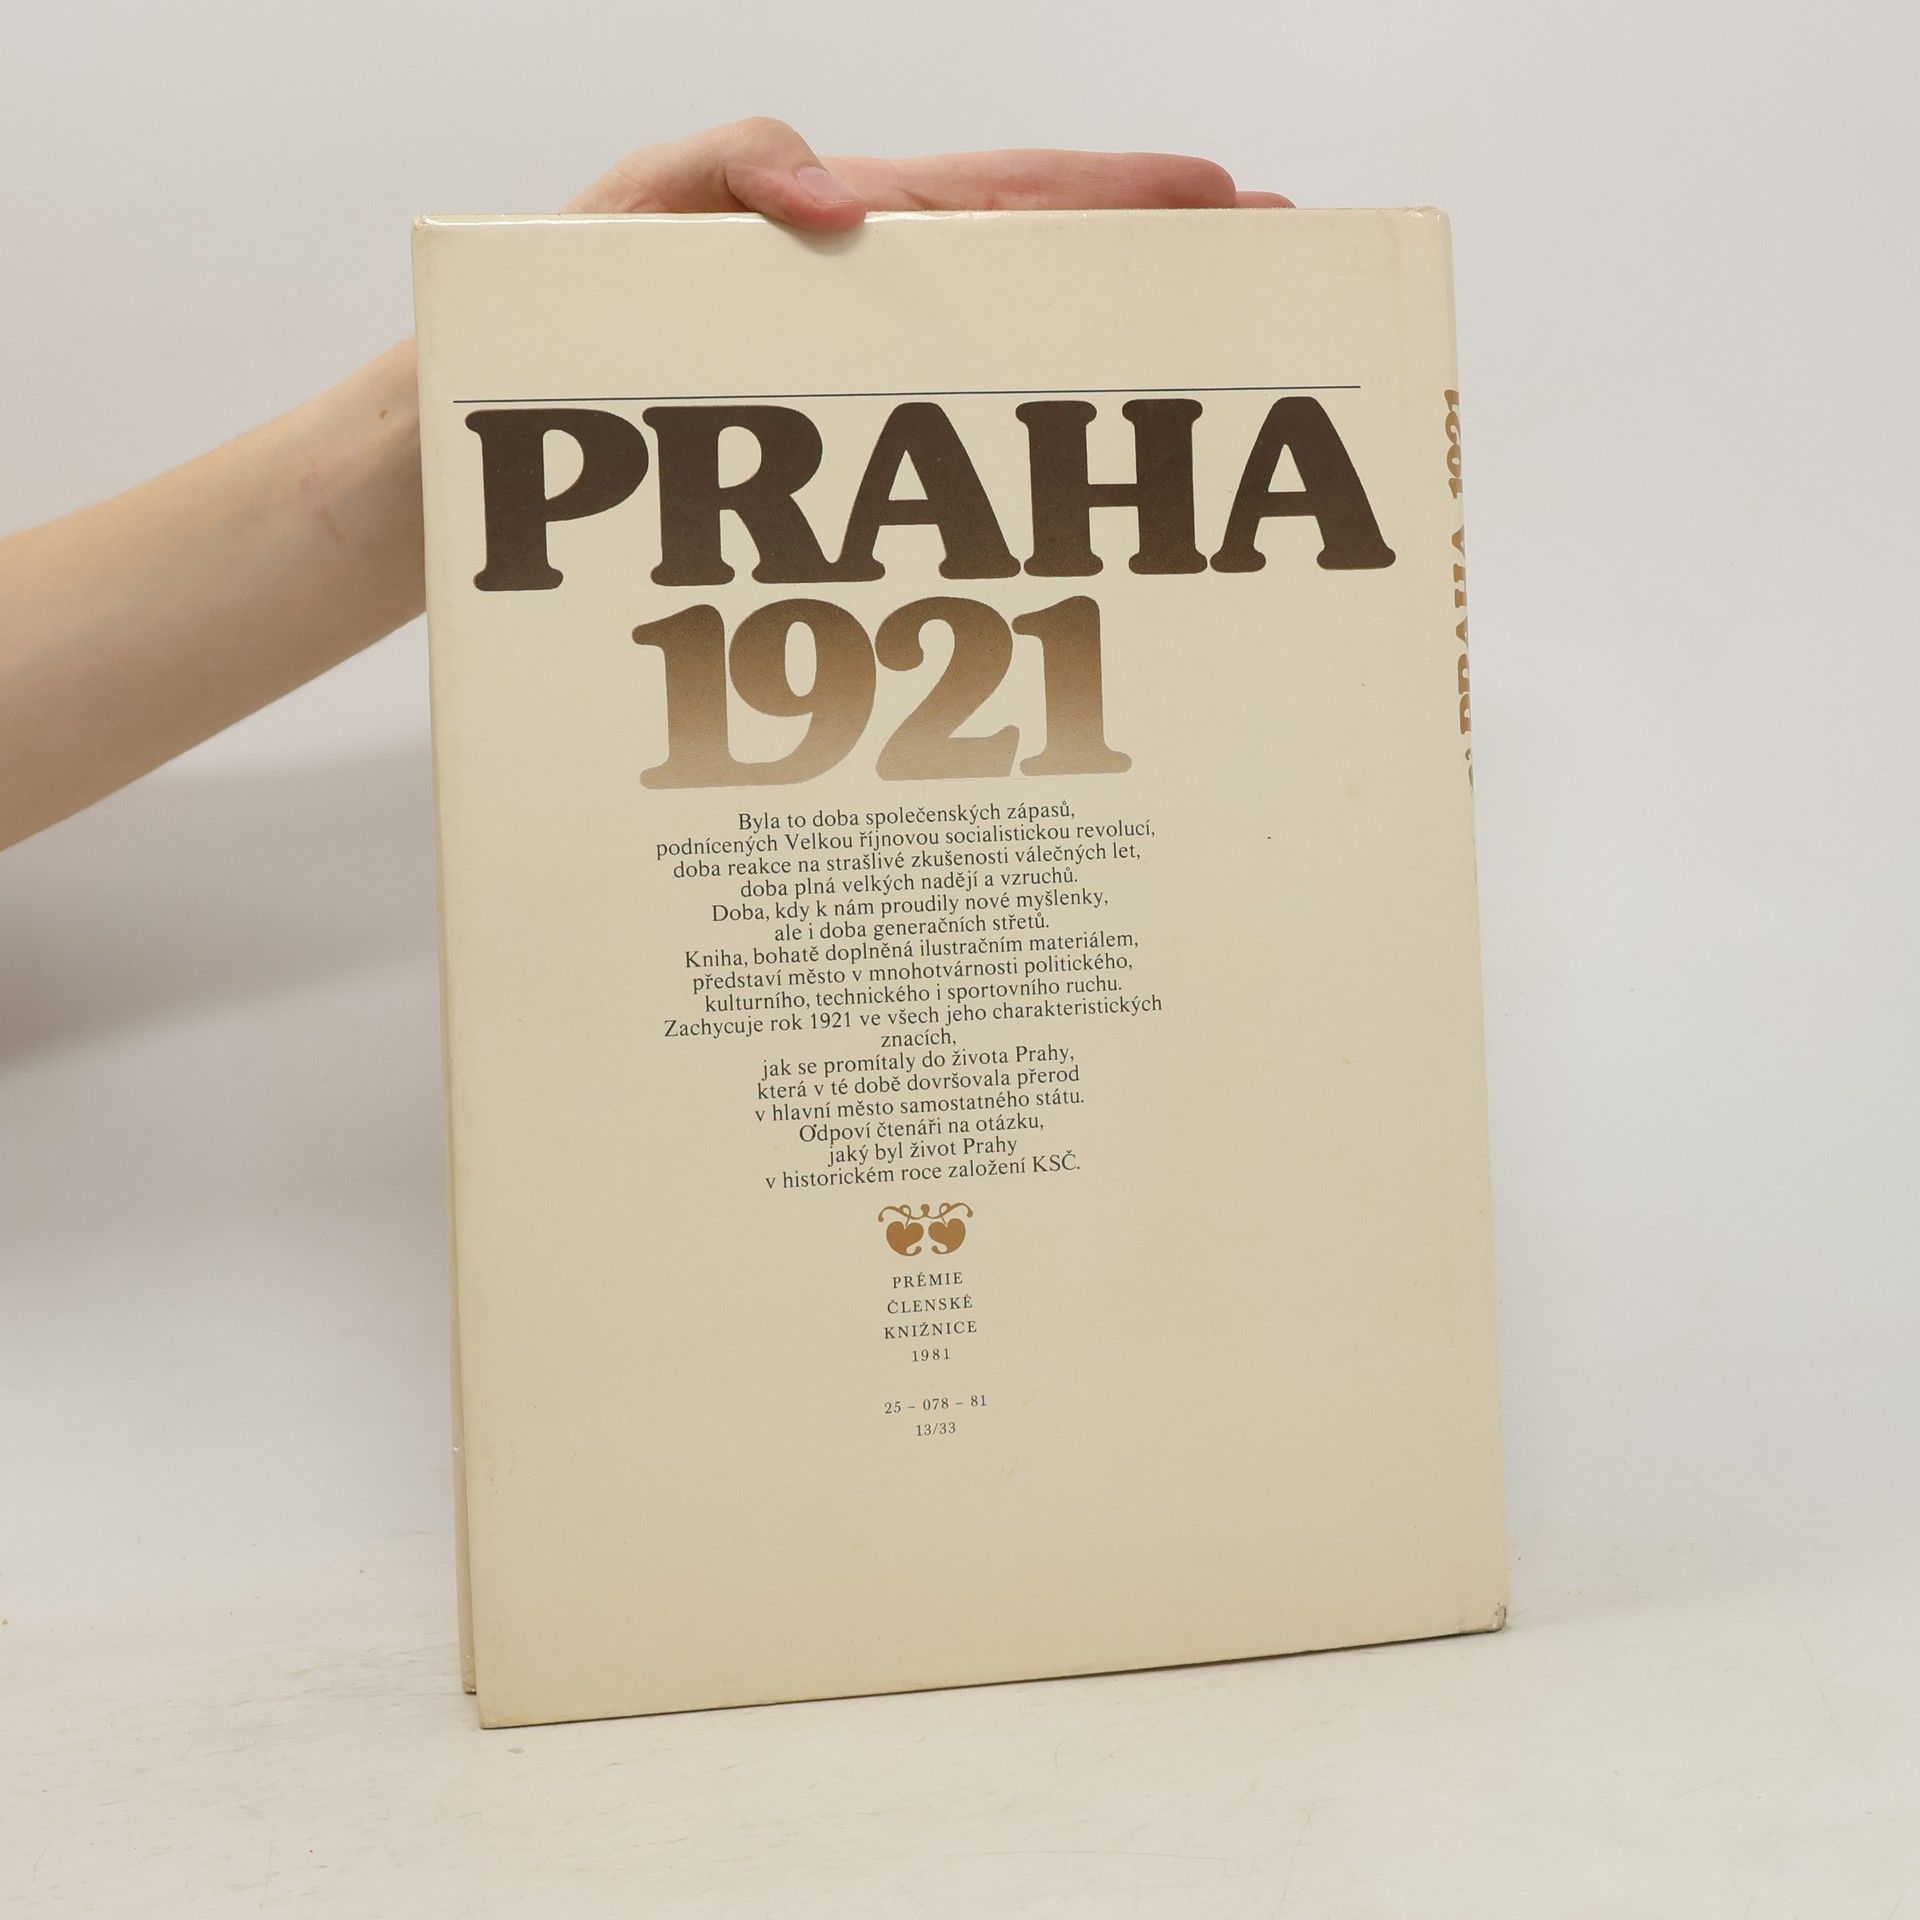 PRAHA
1921
Byla to doba společenských zápasů,
podnícených Velkou říjnovou socialistickou revolucí,
doba reakce na strašlivé zkušenosti válečných let,
doba plná velkých nadějí a vzruchů.
Doba, kdy k nám proudily nové myšlenky,
ale i doba generačních střetů.
Kniha, bohatě doplněná ilustračním materiálem,
představí město v mnohotvárnosti politického,
kulturního, technického i sportovního ruchu.
Zachycuje rok 1921 ve všech jeho charakteristických
znacích,
jak se promítaly do života Prahy,
která v té době dovršovala přerod
v hlavní město samostatného státu.
Odpoví čtenáři na otázku,
jaký byl život Prahy
v historickém roce založení KSČ.
PRÉMIE
ČLENSKÉ
KNIŽNICE
1981
25 – 078 – 81
13/33
PRAHA 1921